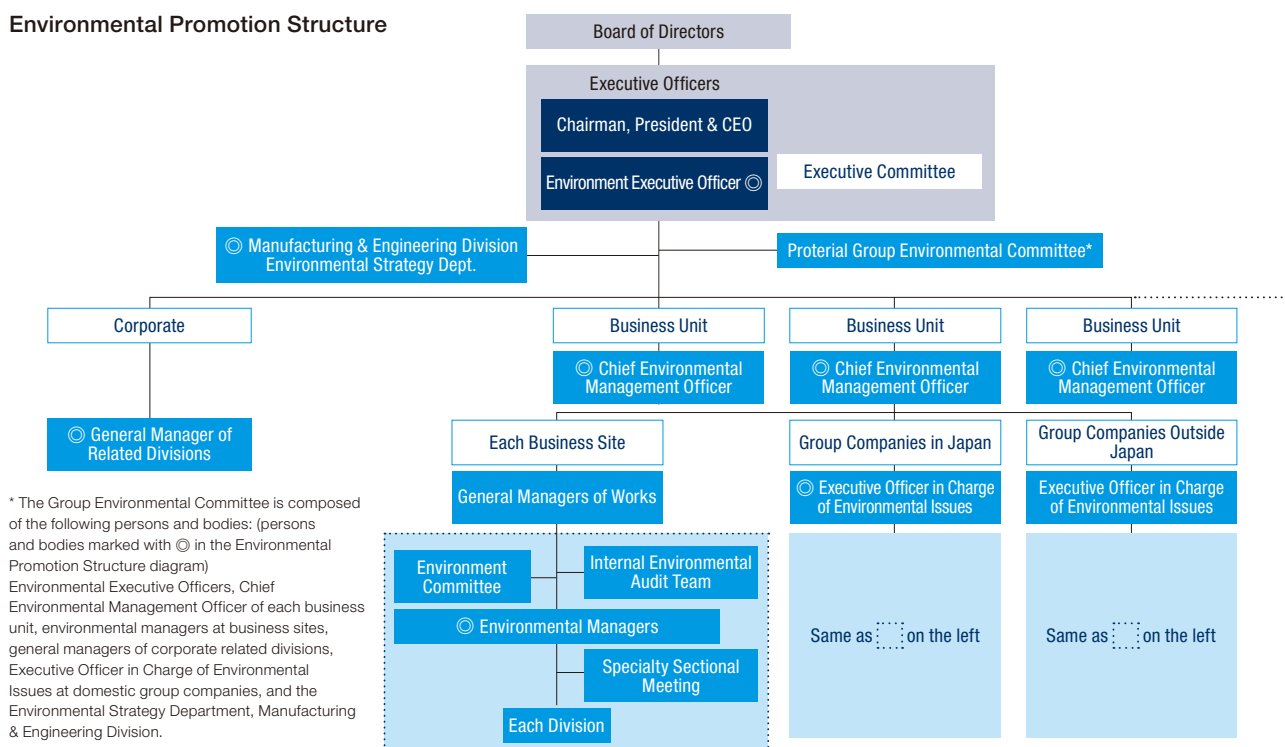 Environmental Promotion Structure
Board of Directors
Executive Officers
Chairman, President & CEO
Environment Executive Officer ◎
Executive Committee
◎ Manufacturing & Engineering Division
Environmental Strategy Dept.
Proterial Group Environmental Committee*
Corporate
Business Unit
Business Unit
Business Unit
◎ Chief Environmental
Management Officer
◎ Chief Environmental
Management Officer
◎ Chief Environmental
Management Officer
◎ General Manager of
Related Divisions
Each Business Site
Group Companies in Japan
Group Companies Outside
Japan
General Managers of Works
◎ Executive Officer in Charge
of Environmental Issues
Executive Officer in Charge
of Environmental Issues
Environment
Committee
Internal Environmental
Audit Team
◎ Environmental Managers
Specialty Sectional
Meeting
Each Division
Same as on the left
Same as on the left
* The Group Environmental Committee is composed
of the following persons and bodies: (persons
and bodies marked with ◎ in the Environmental
Promotion Structure diagram)
Environmental Executive Officers, Chief
Environmental Management Officer of each business
unit, environmental managers at business sites,
general managers of corporate related divisions,
Executive Officer in Charge of Environmental
Issues at domestic group companies, and the
Environmental Strategy Department, Manufacturing
& Engineering Division.